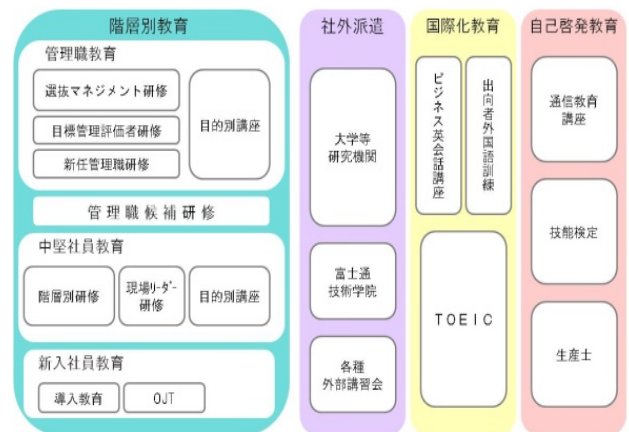 階層別教育
管理職教育
選抜マネジメント研修
目標管理評価者研修
新任管理職研修
目的別講座
管理職候補研修
中堅社員教育
階層別研修
現場リーダー
研修
目的別講座
新入社員教育
導入教育
OJT
社外派遣
大学等
研究機関
富士通
技術学院
各種
外部講習会
国際化教育
ビジネス英会話講座
出向者外国語訓練
TOEIC
自己啓発教育
通信教育
講座
技能検定
生産士